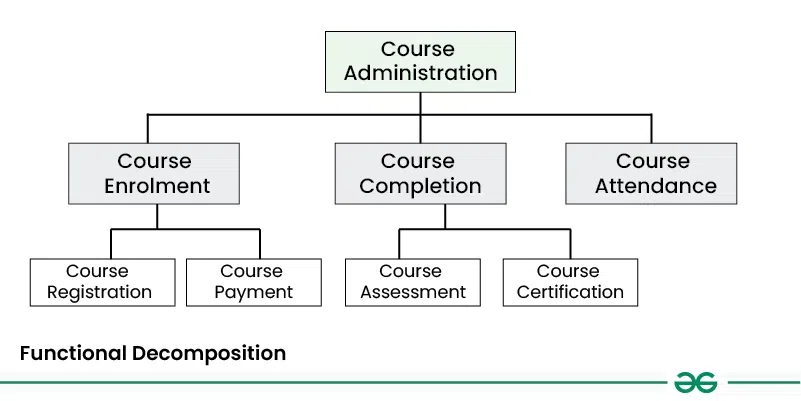 Course
Administration
Course
Enrolment
Course
Completion
Course
Attendance
Course
Registration
Course
Payment
Course
Assessment
Course
Certification
Functional Decomposition